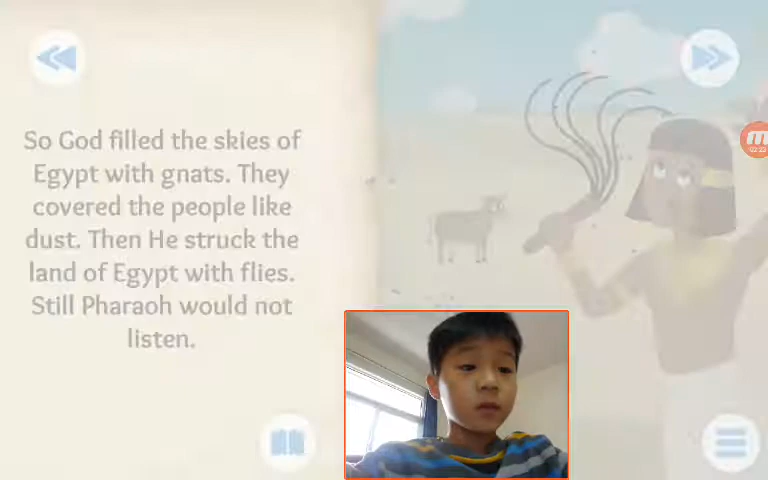 So God filled the skies of
Egypt with gnats. They
covered the people like
dust. Then He struck the
land of Egypt with flies.
Still Pharaoh would not
listen.